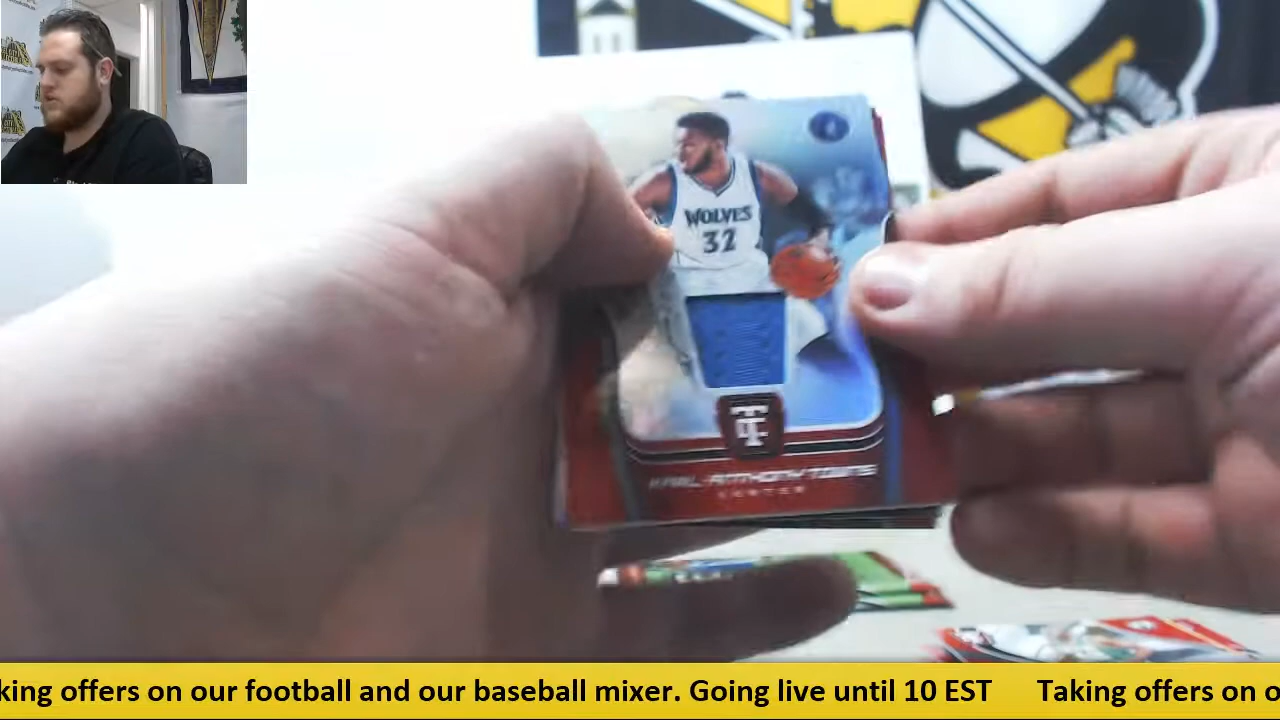 WOLVES
32
KARL-ANTHONY TOWNS
CENTER
king offers on our football and our baseball mixer. Going live until 10 EST Taking offers on o